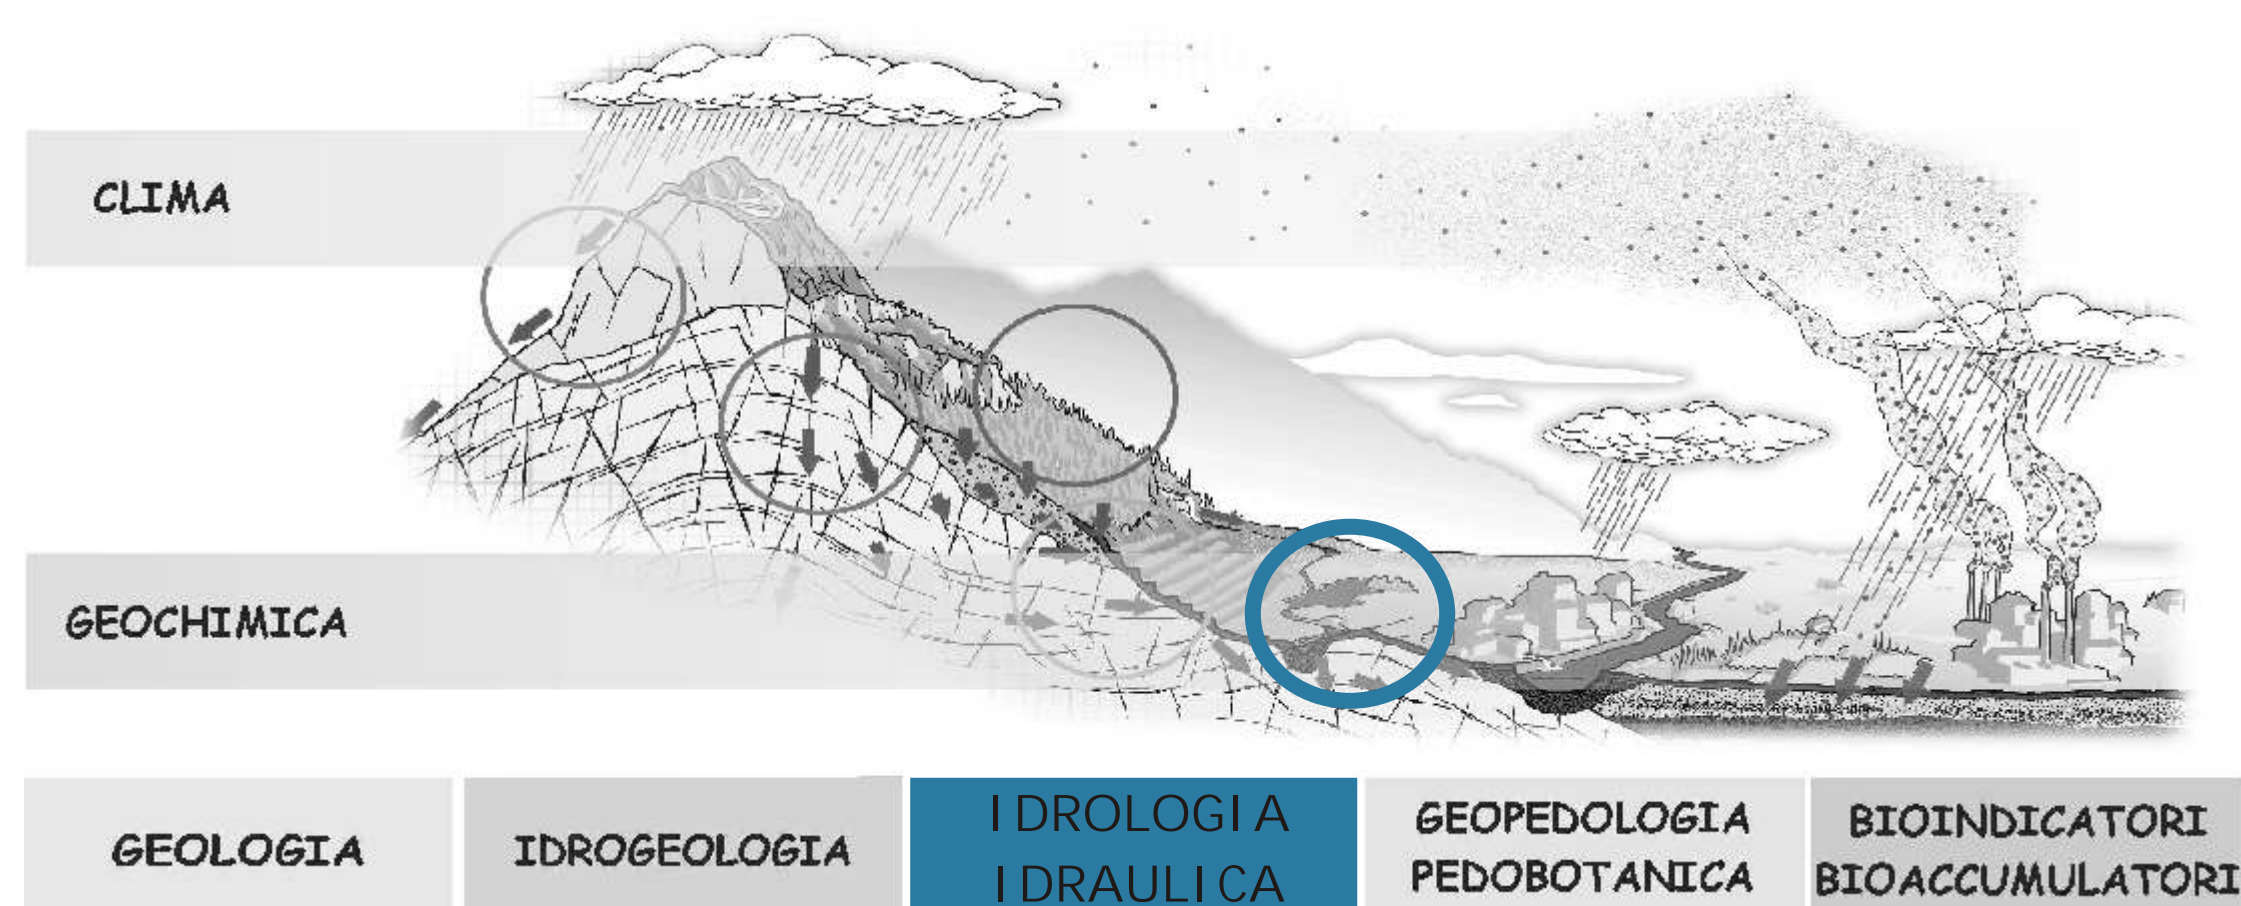 CLIMA
GEOCHIMICA
GEOLOGIA
IDROGEOLOGIA
IDROLOGIA
IDRAULICA
GEOPEDOLOGIA
PEDOBOTANICA
BIOINDICATORI
BIOACCUMULATORI